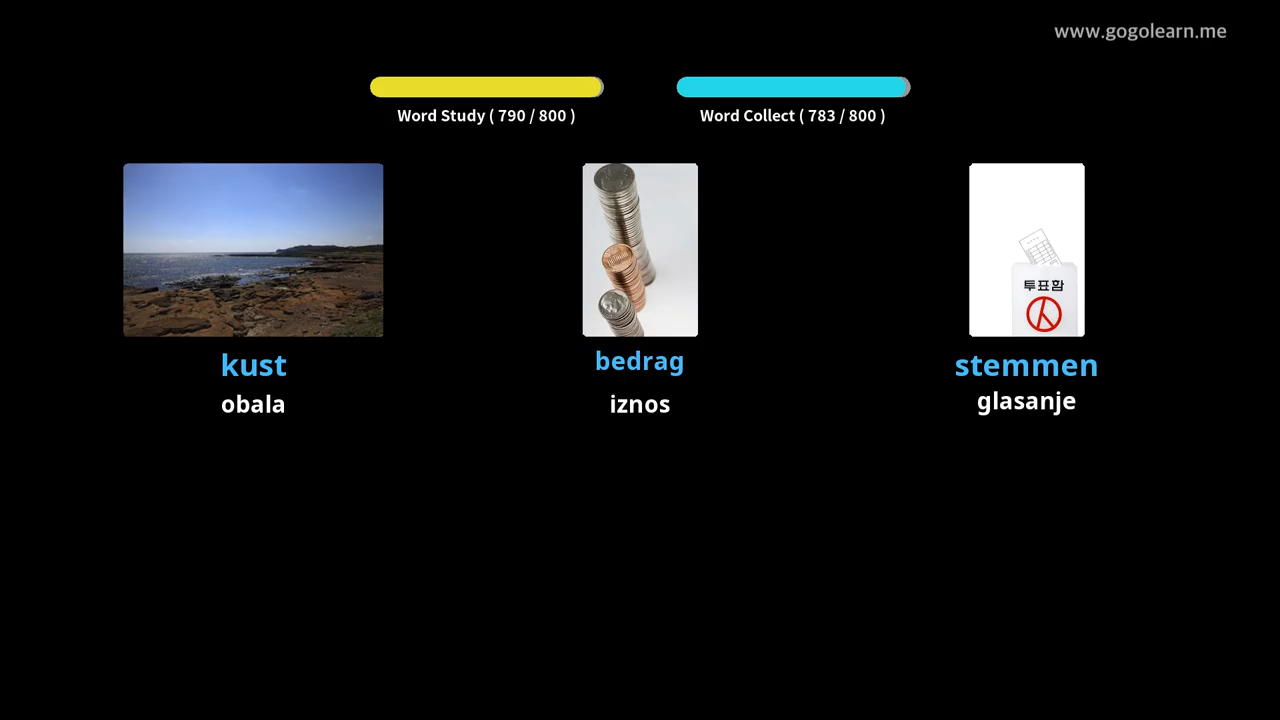 www.gogolearn.me
Word Study ( 790 / 800 )
Word Collect ( 783 / 800 )
투표함
kust
bedrag
stemmen
obala
iznos
glasanje